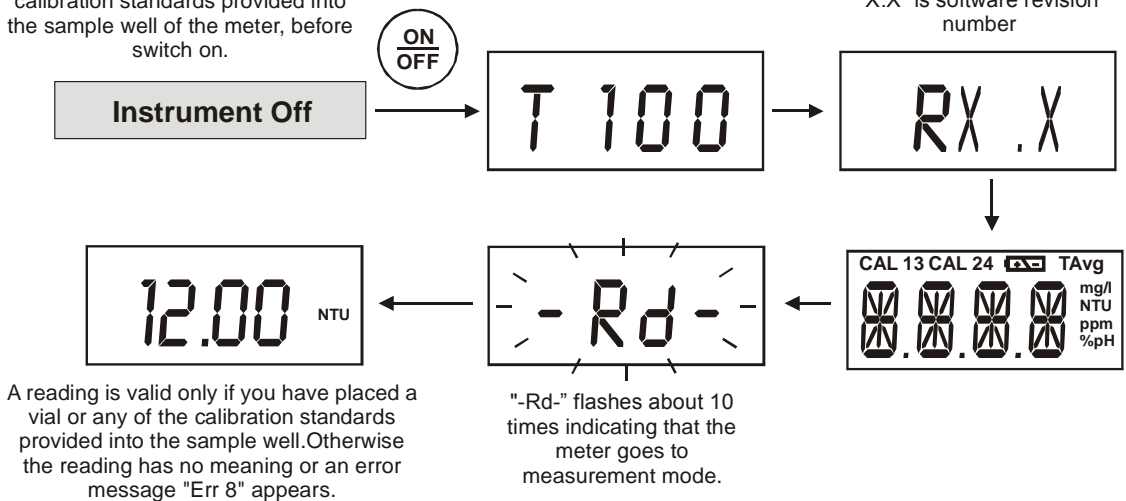 calibration standards provided into
the sample well of the meter, before
switch on.
ON
OFF
"X.X" is software revision
number
Instrument Off
T 100
RX .X
CAL 13 CAL 24 TAvg
mg/l
NTU
ppm
%pH
8.8.8.8
-Rd-
12.00 NTU
A reading is valid only if you have placed a
vial or any of the calibration standards
provided into the sample well.Otherwise
the reading has no meaning or an error
message "Err 8" appears.
"-Rd-” flashes about 10
times indicating that the
meter goes to
measurement mode.